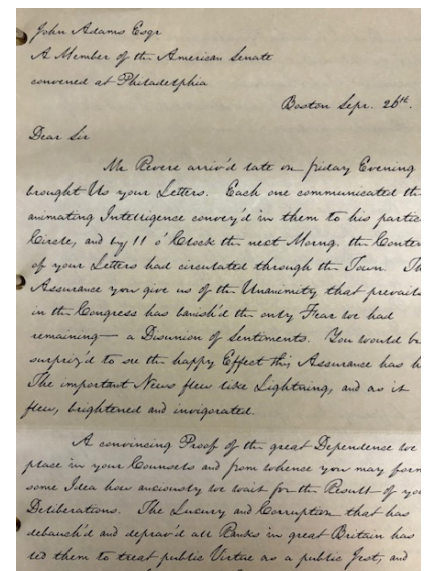 John Adams Esqr
A Member of the American Senate
convened at Philadelphia
Boston Sepr. 26th.
Dear Sir
Mr Revere arriv'd late on friday Evening
brought Us your Letters. Each one communicated th
animating Intelligence convey'd in them to his partic
Circle, and by 11 o'Clock the next Morng. the Conten
of your Letters had circulated through the Town. Th
Assurance you give us of the Unanimity that prevails
in the Congress has banish'd the only Fear we had
remaining— a Disunion of Sentiments. You would be
surpriz'd to see the happy Effect this Assurance has h
The important News flew like Lightning, and as it
flew, brightened and invigorated.
A convincing Proof of the great Dependence we
place in your Counsels and from whence you may form
some Idea how anxiously we wait for the Result of you
Deliberations. The Luxury and Corruption that has
debauch'd and deprav'd all Ranks in great Britain has
led them to treat public Virtue as a public Jest, and